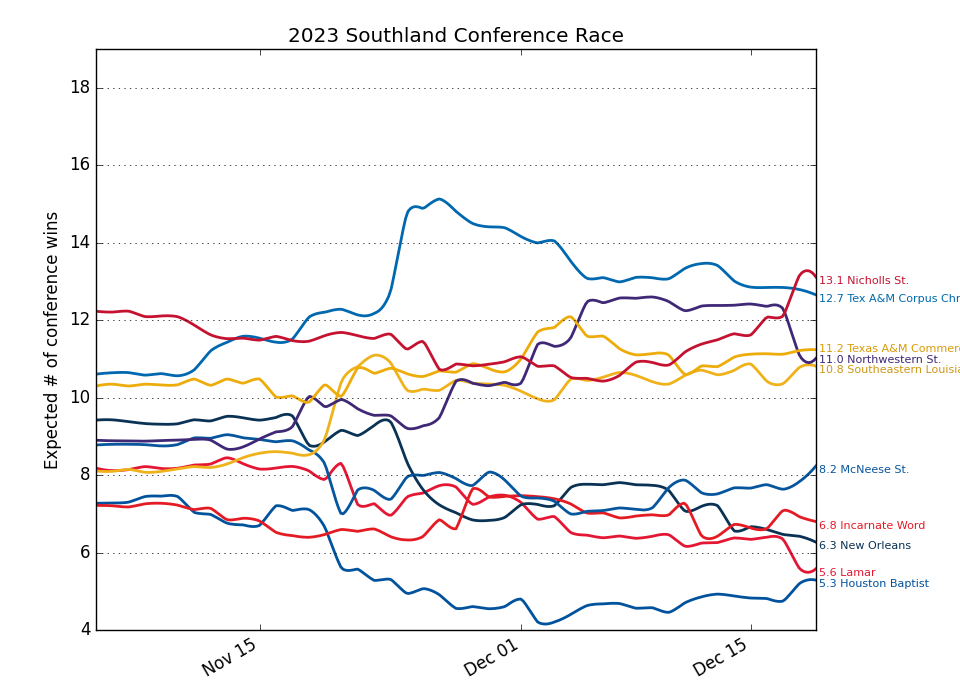 2023 Southland Conference Race
Expected # of conference wins
18
16
14
12
10
8
6
4
Nov 15
Dec 01
Dec 15
13.1 Nicholls St.
12.7 Tex A&M Corpus Chr
11.2 Texas A&M Commer
11.0 Northwestern St.
10.8 Southeastern Louisia
8.2 McNeese St.
6.8 Incarnate Word
6.3 New Orleans
5.6 Lamar
5.3 Houston Baptist